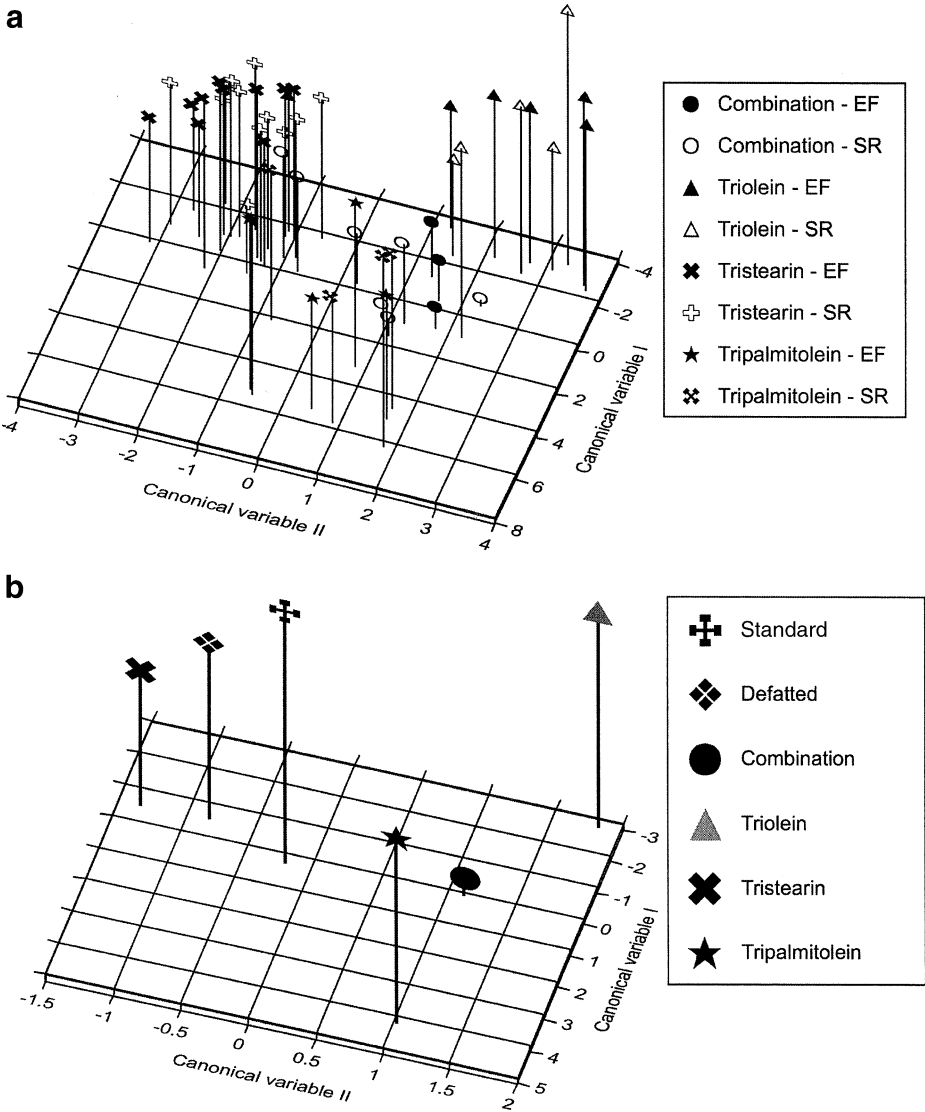 a
Combination - EF
Combination - SR
Triolein - EF
Triolein - SR
Tristearin - EF
Tristearin - SR
Tripalmitolein - EF
Tripalmitolein - SR
-4
-2
0
2
4
6
8
Canonical variable I
-4
-3
-2
-1
0
1
2
3
4
Canonical variable II
b
Standard
Defatted
Combination
Triolein
Tristearin
Tripalmitolein
-3
-2
-1
0
1
2
3
4
5
Canonical variable I
-1.5
-1
-0.5
0
0.5
1
1.5
2
Canonical variable II